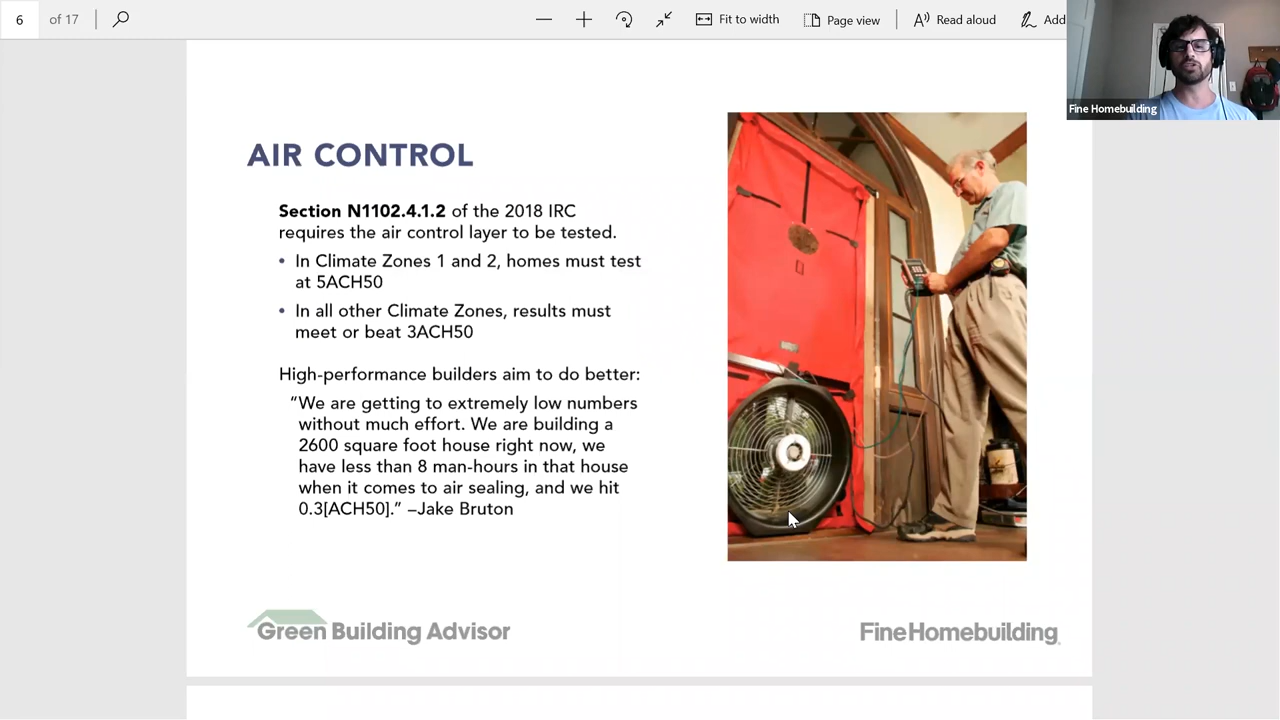 6 of 17 Fit to width Page view Read aloud Add
Fine Homebuilding
AIR CONTROL
Section N1102.4.1.2 of the 2018 IRC
requires the air control layer to be tested.
• In Climate Zones 1 and 2, homes must test
at 5ACH50
• In all other Climate Zones, results must
meet or beat 3ACH50
High-performance builders aim to do better:
“We are getting to extremely low numbers
without much effort. We are building a
2600 square foot house right now, we
have less than 8 man-hours in that house
when it comes to air sealing, and we hit
0.3[ACH50].” –Jake Bruton
Green Building Advisor
FineHomebuilding